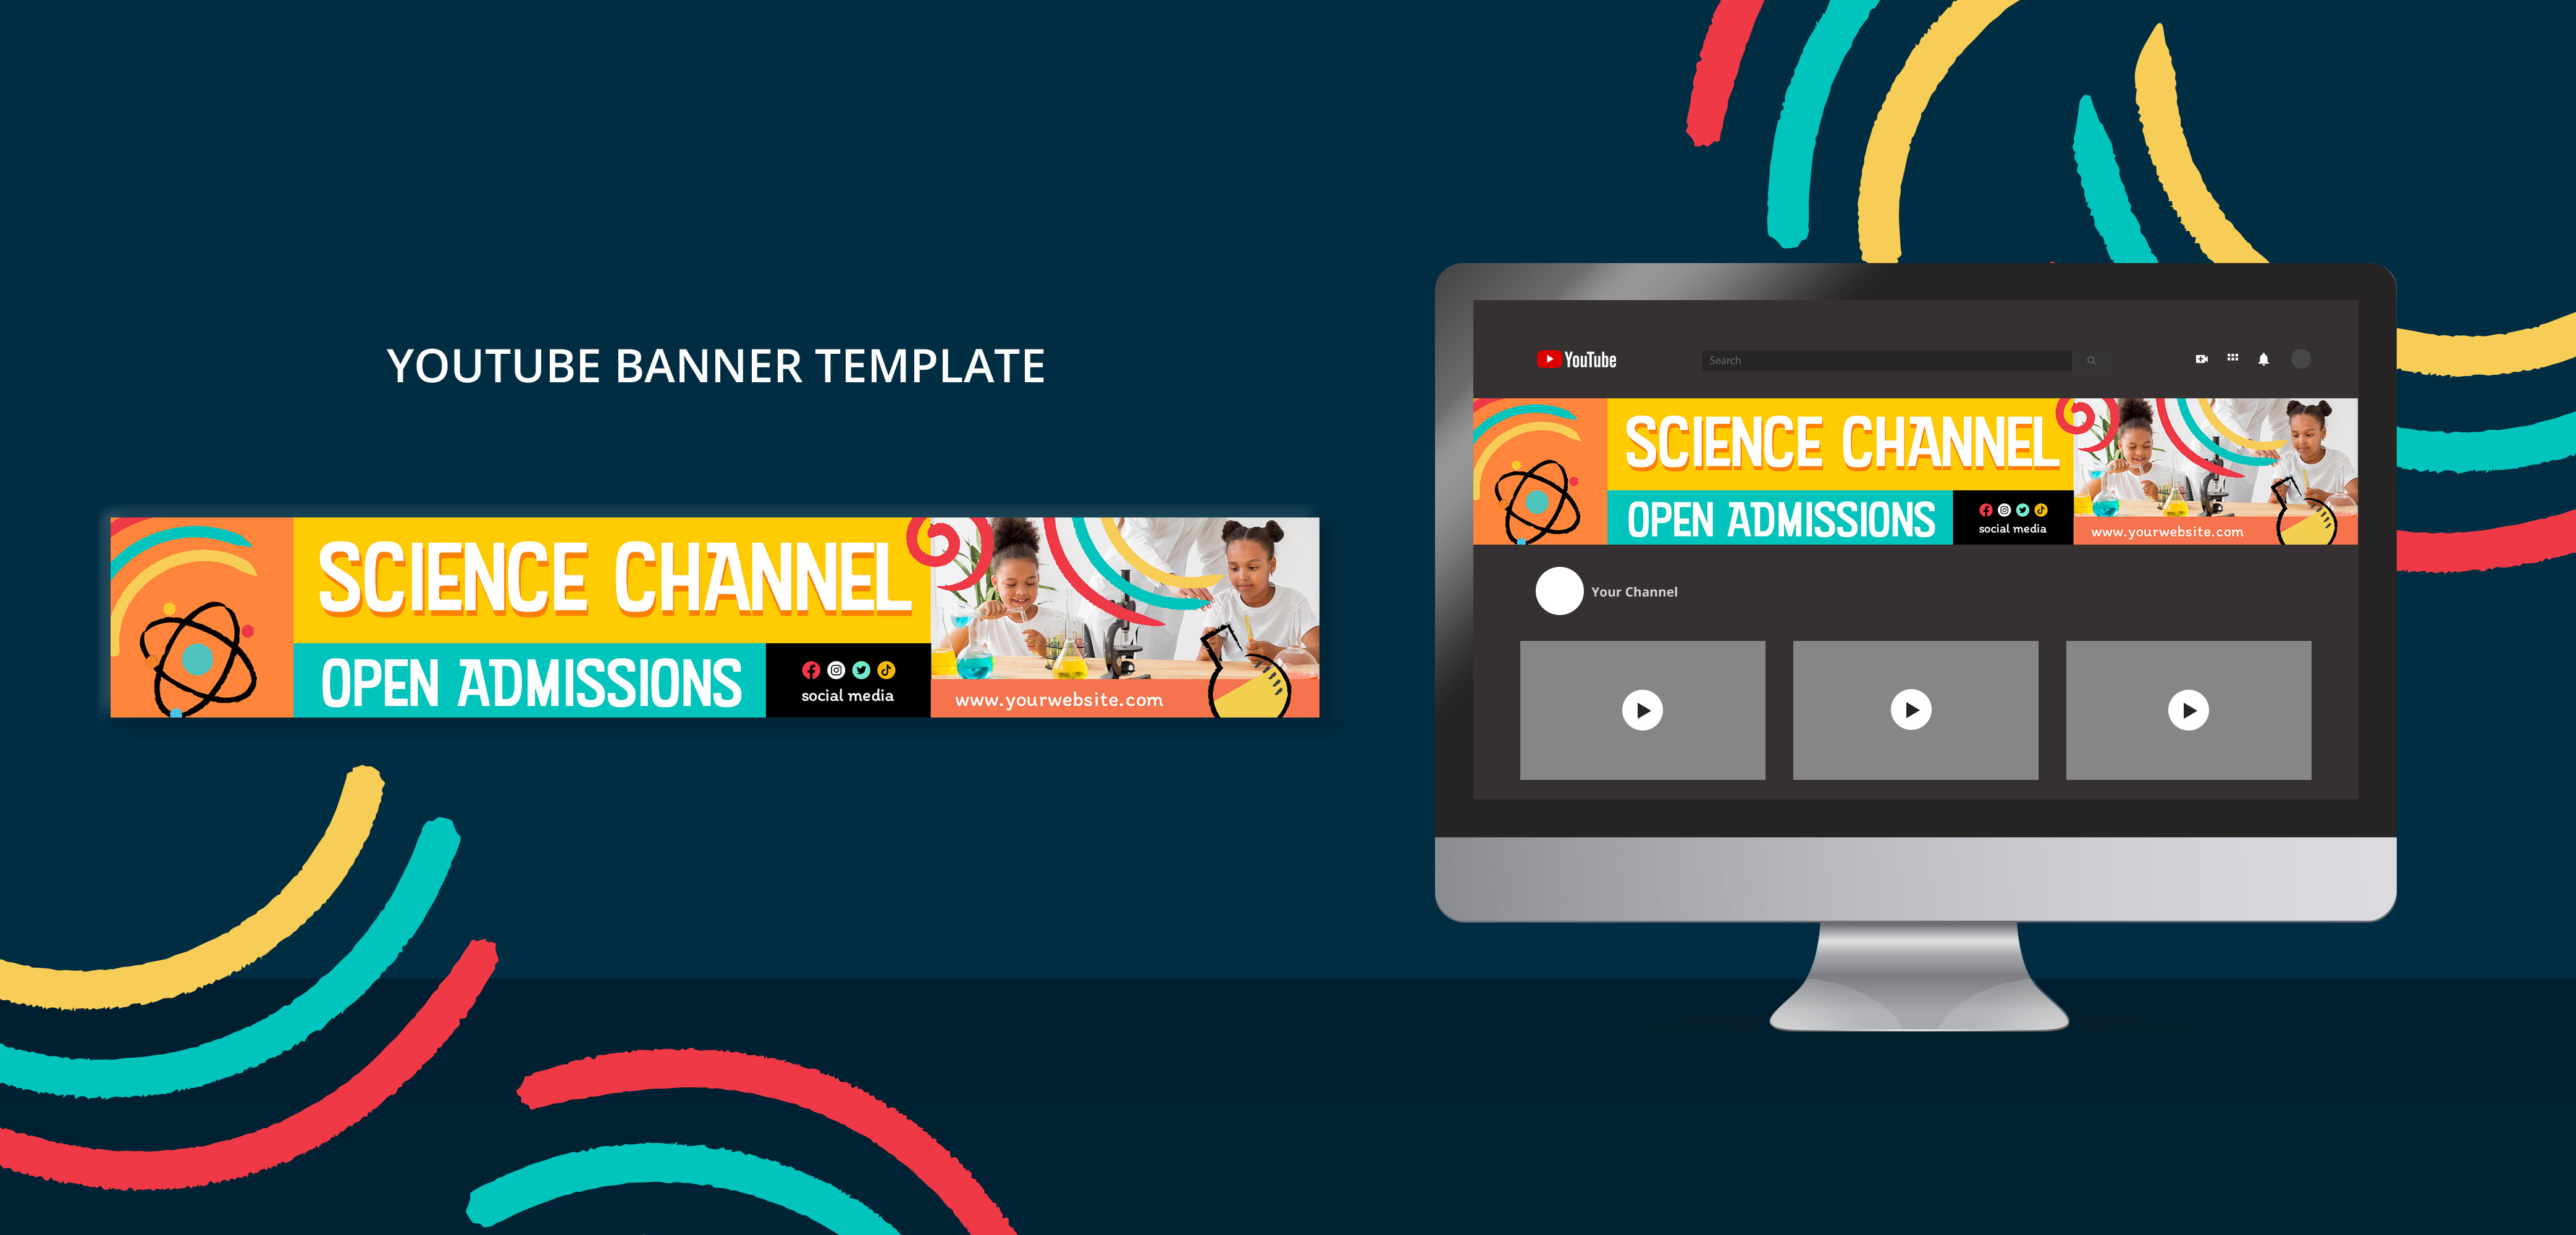 YOUTUBE BANNER TEMPLATE
SCIENCE CHANNEL
OPEN ADMISSIONS
social media
www.yourwebsite.com
YouTube
Search
SCIENCE CHANNEL
OPEN ADMISSIONS
social media
www.yourwebsite.com
Your Channel